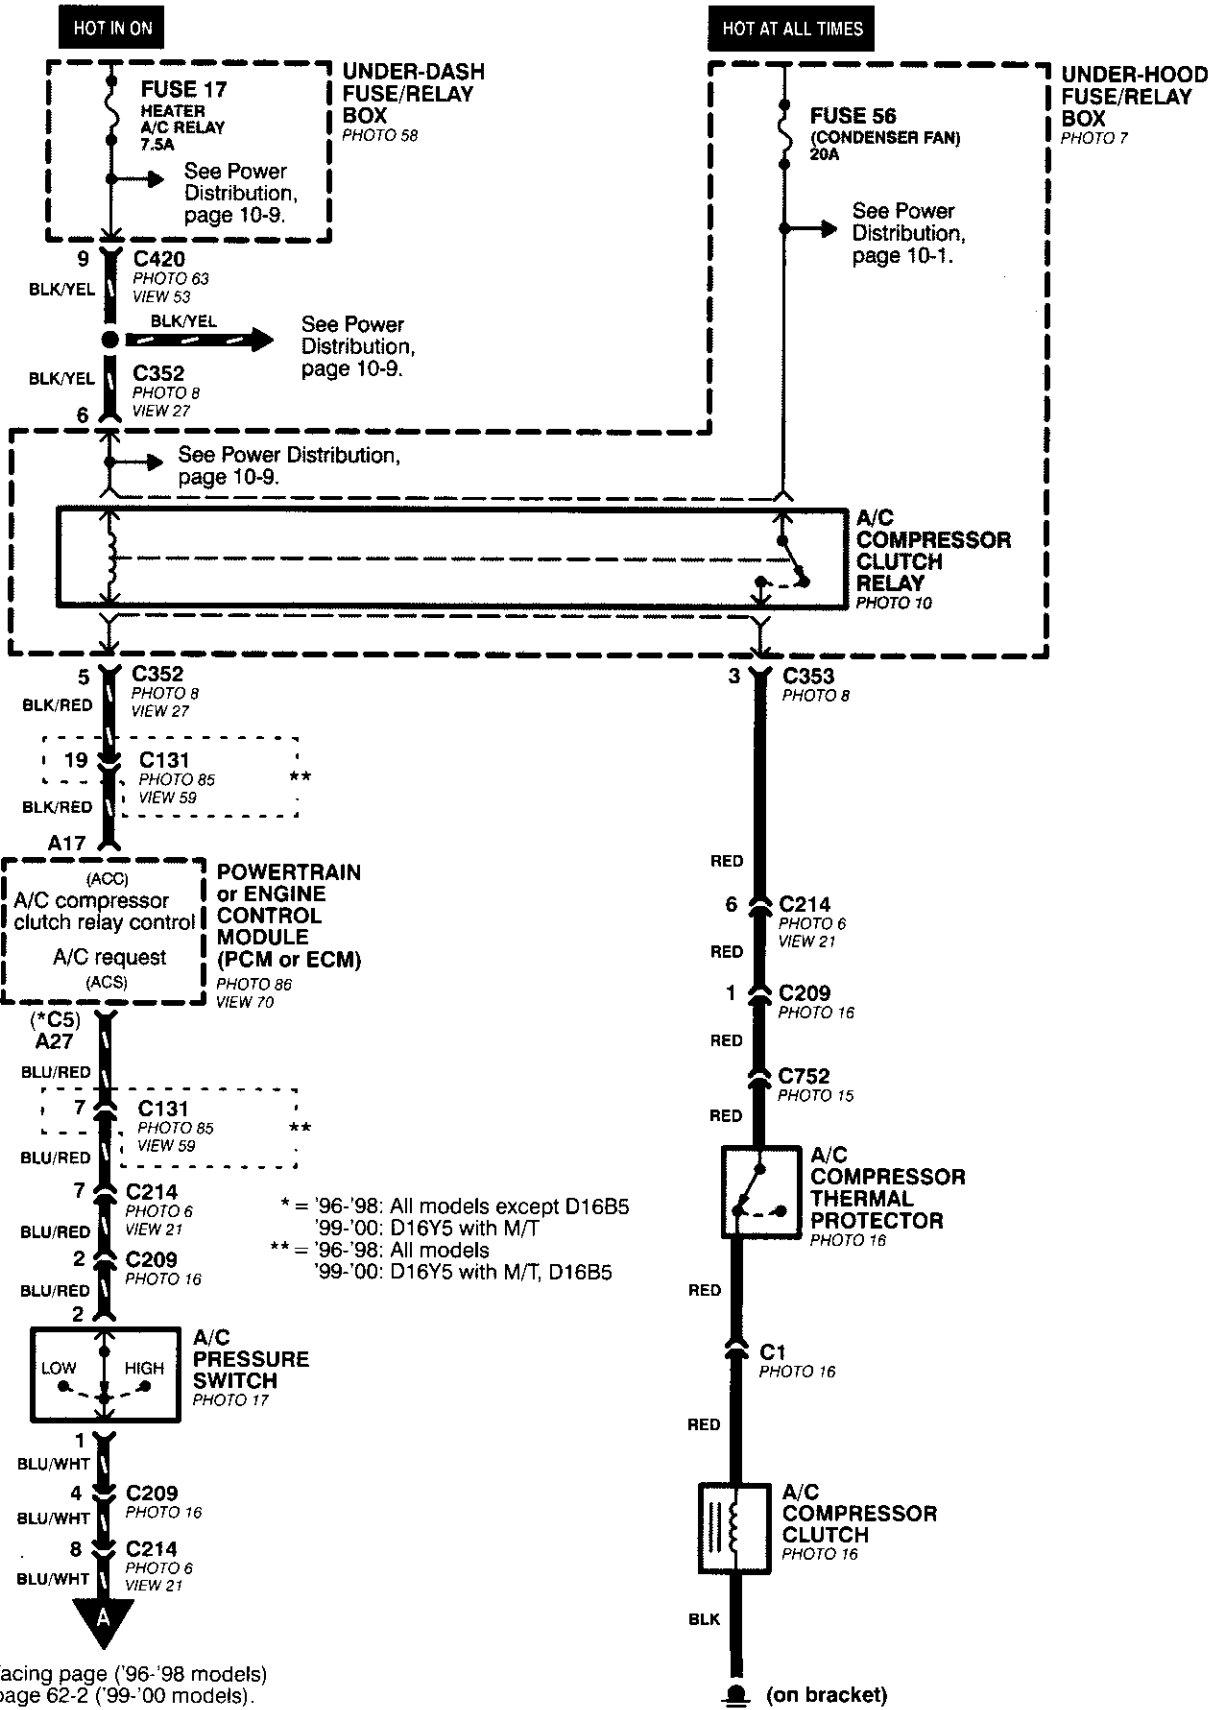 HOT IN ON
HOT AT ALL TIMES
FUSE 17
HEATER
A/C RELAY
7.5A
See Power
Distribution,
page 10-9.
UNDER-DASH
FUSE/RELAY
BOX
PHOTO 58
FUSE 56
(CONDENSER FAN)
20A
See Power
Distribution,
page 10-1.
UNDER-HOOD
FUSE/RELAY
BOX
PHOTO 7
9
C420
PHOTO 63
VIEW 53
BLK/YEL
BLK/YEL
See Power
Distribution,
page 10-9.
BLK/YEL
C352
PHOTO 8
VIEW 27
6
See Power Distribution,
page 10-9.
A/C
COMPRESSOR
CLUTCH
RELAY
PHOTO 10
5
C352
PHOTO 8
VIEW 27
BLK/RED
19
C131
PHOTO 85
VIEW 59
**
BLK/RED
A17
(ACC)
A/C compressor
clutch relay control
A/C request
(ACS)
POWERTRAIN
or ENGINE
CONTROL
MODULE
(PCM or ECM)
PHOTO 86
VIEW 70
(*C5)
A27
BLU/RED
7
C131
PHOTO 85
VIEW 59
**
BLU/RED
7
C214
PHOTO 6
VIEW 21
BLU/RED
2
C209
PHOTO 16
BLU/RED
2
* = '96-'98: All models except D16B5
'99-'00: D16Y5 with M/T
** = '96-'98: All models
'99-'00: D16Y5 with M/T, D16B5
LOW
HIGH
A/C
PRESSURE
SWITCH
PHOTO 17
1
BLU/WHT
4
C209
PHOTO 16
BLU/WHT
8
C214
PHOTO 6
VIEW 21
BLU/WHT
A
facing page ('96-'98 models)
page 62-2 ('99-'00 models).
3
C353
PHOTO 8
RED
6
C214
PHOTO 6
VIEW 21
RED
1
C209
PHOTO 16
RED
C752
PHOTO 15
RED
A/C
COMPRESSOR
THERMAL
PROTECTOR
PHOTO 16
RED
C1
PHOTO 16
RED
A/C
COMPRESSOR
CLUTCH
PHOTO 16
BLK
(on bracket)